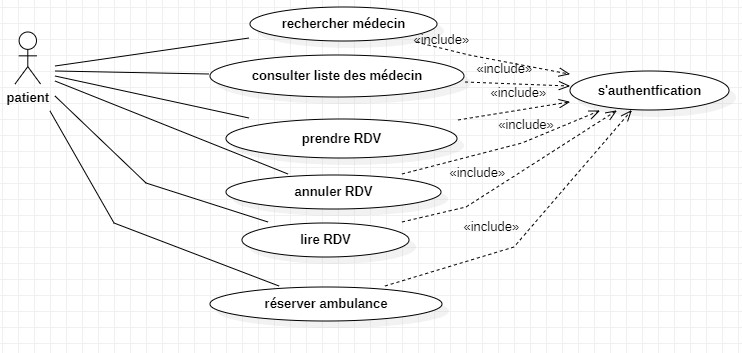 rechercher médecin
«include»
consulter liste des médecin
«include»
s'authentfication
patient
«include»
prendre RDV
«include»
annuler RDV
«include»
lire RDV
«include»
réserver ambulance